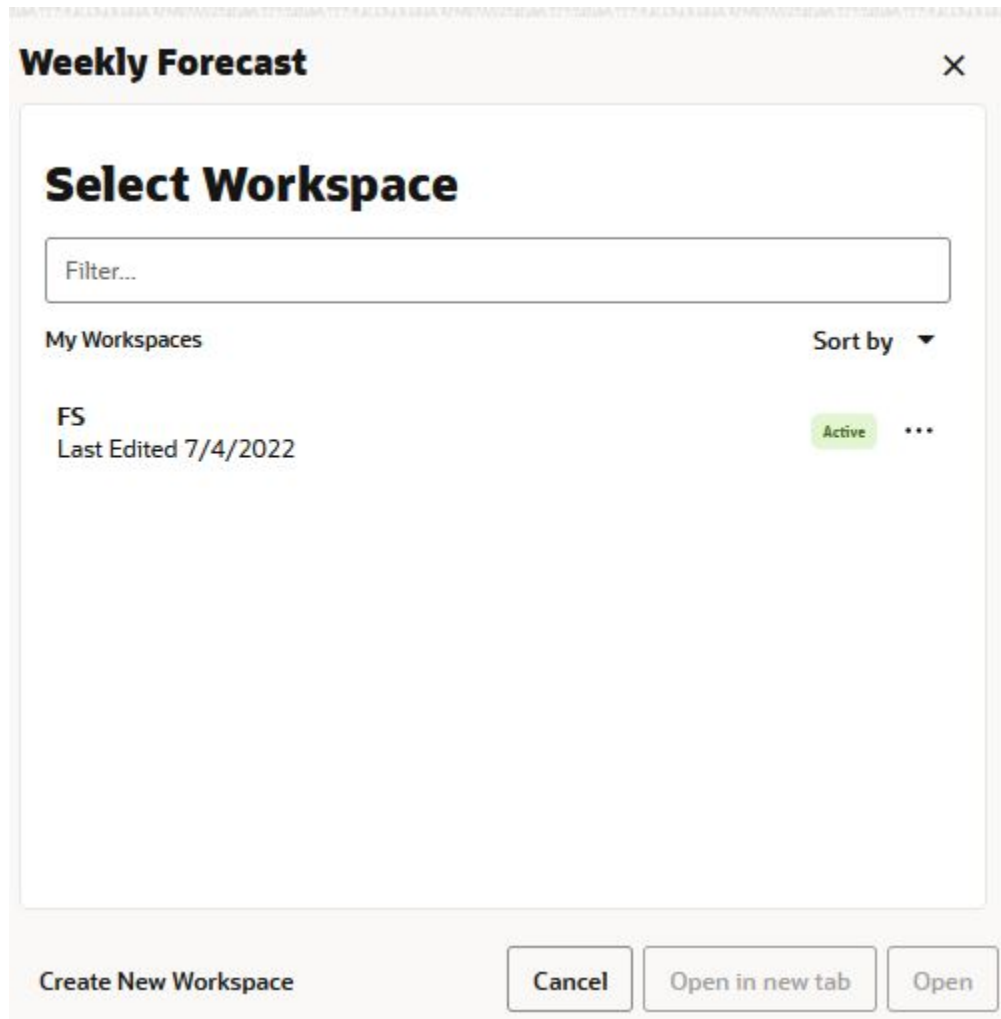 Weekly Forecast
Select Workspace
Filter...
My Workspaces Sort by
FS
Last Edited 7/4/2022
Active
Create New Workspace Cancel Open in new tab Open